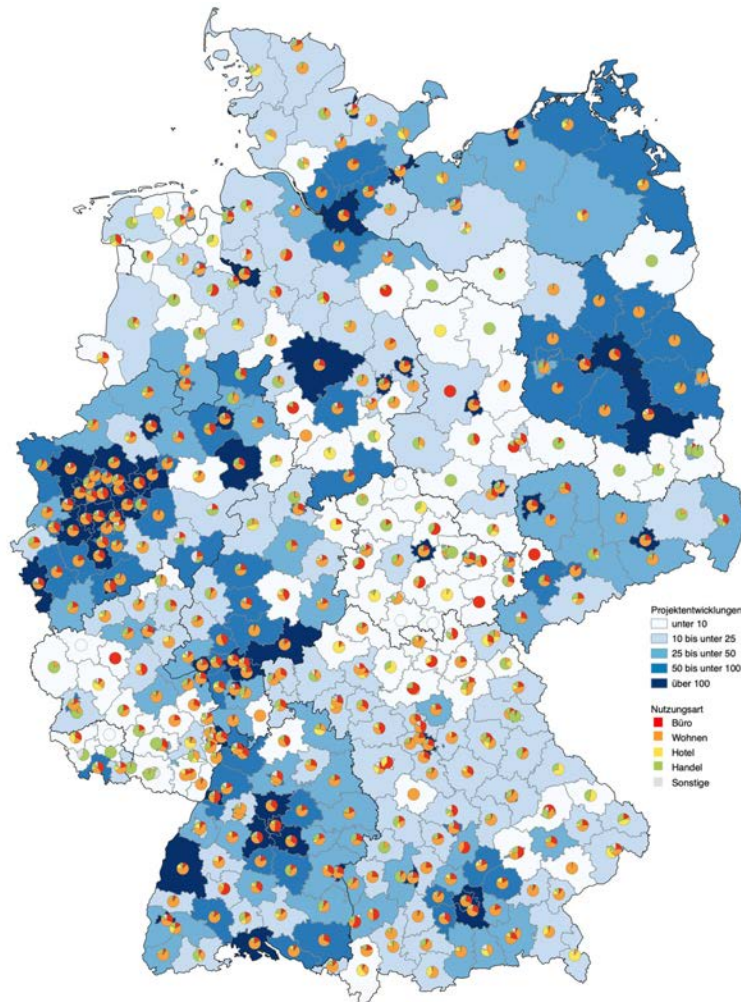 Projektentwicklungen
unter 10
10 bis unter 25
25 bis unter 50
50 bis unter 100
über 100
Nutzungsart
Büro
Wohnen
Hotel
Handel
Sonstige